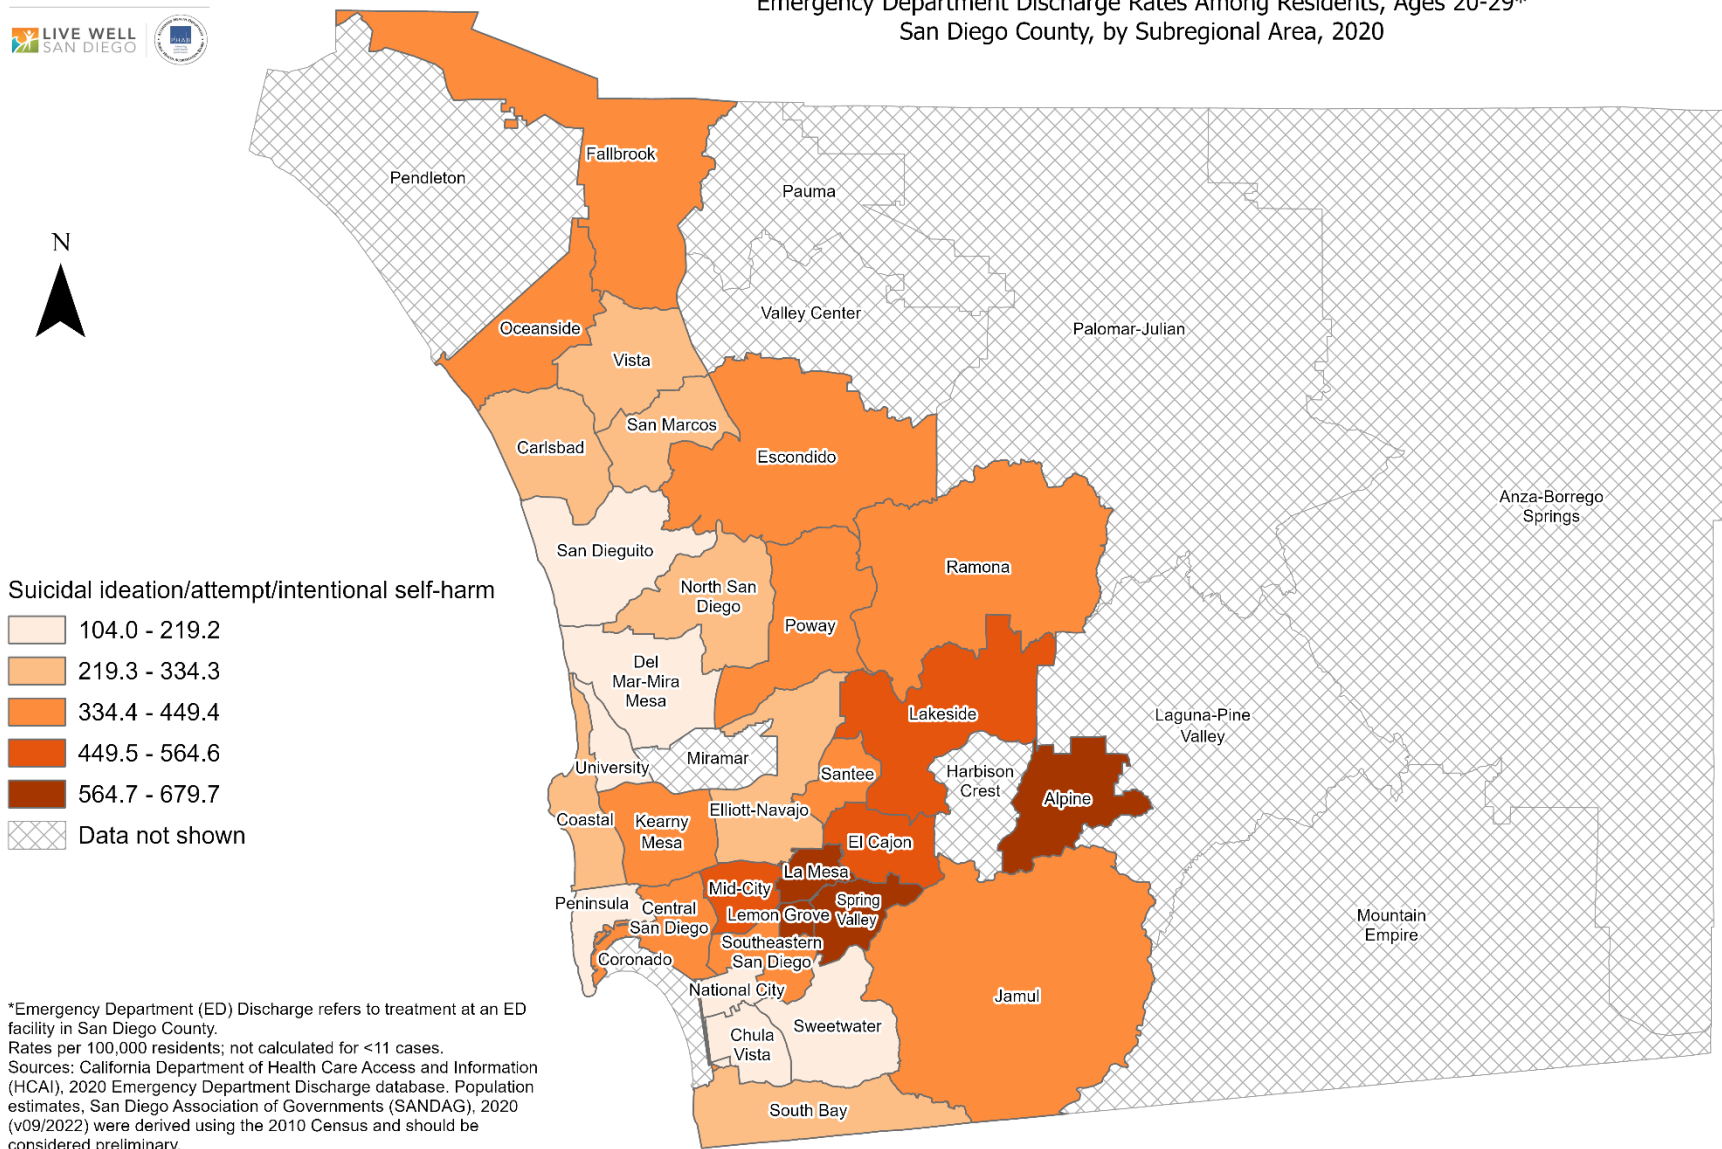 Emergency Department Discharge Rates Among Residents, Ages 20-29*
San Diego County, by Subregional Area, 2020
LIVE WELL
SAN DIEGO
PHAB
N
Fallbrook
Pendleton
Pauma
Valley Center
Oceanside
Palomar-Julian
Vista
San Marcos
Carlsbad
Escondido
Anza-Borrego
Springs
San Dieguito
Ramona
North San
Diego
Poway
Del
Mar-Mira
Mesa
Lakeside
Laguna-Pine
Valley
Miramar
University
Santee
Harbison
Crest
Alpine
Elliott-Navajo
Coastal
Kearny
Mesa
El Cajon
La Mesa
Mid-City
Peninsula
Central
San Diego
Lemon Grove
Spring
Valley
Mountain
Empire
Southeastern
San Diego
Coronado
National City
Jamul
Sweetwater
Chula
Vista
South Bay
Suicidal ideation/attempt/intentional self-harm
104.0 - 219.2
219.3 - 334.3
334.4 - 449.4
449.5 - 564.6
564.7 - 679.7
Data not shown
*Emergency Department (ED) Discharge refers to treatment at an ED
facility in San Diego County.
Rates per 100,000 residents; not calculated for <11 cases.
Sources: California Department of Health Care Access and Information
(HCAI), 2020 Emergency Department Discharge database. Population
estimates, San Diego Association of Governments (SANDAG), 2020
(v09/2022) were derived using the 2010 Census and should be
considered preliminary.